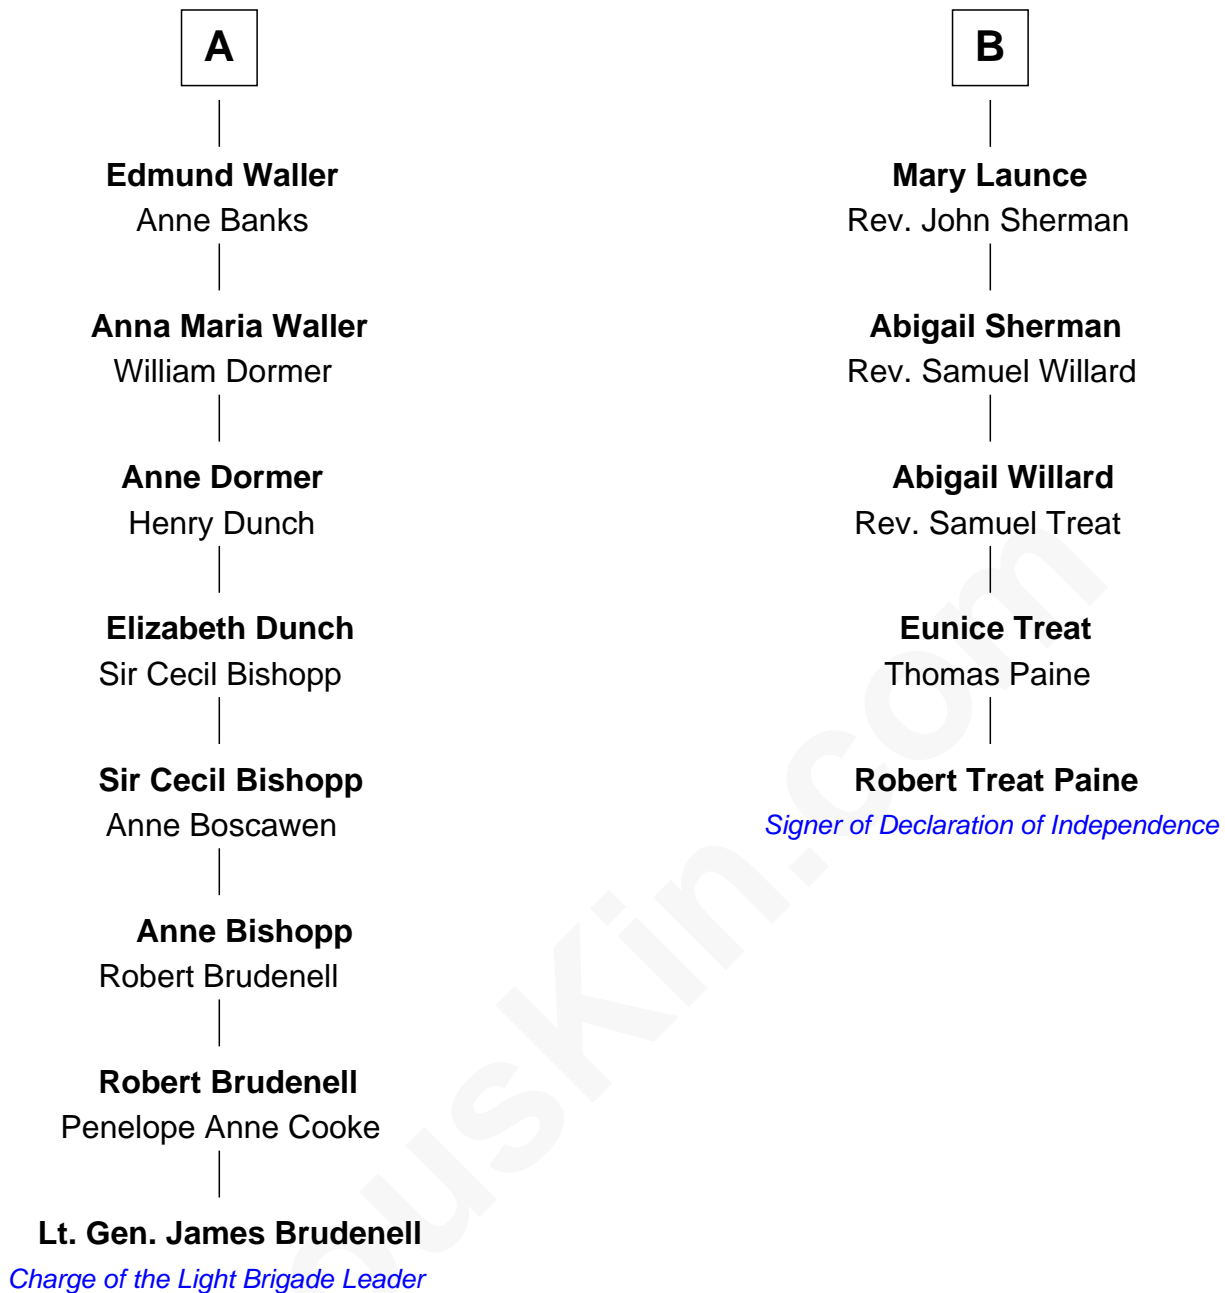 A
Edmund Waller
Anne Banks
Anna Maria Waller
William Dormer
Anne Dormer
Henry Dunch
Elizabeth Dunch
Sir Cecil Bishopp
Sir Cecil Bishopp
Anne Boscawen
Anne Bishopp
Robert Brudenell
Robert Brudenell
Penelope Anne Cooke
Lt. Gen. James Brudenell
Charge of the Light Brigade Leader
B
Mary Launce
Rev. John Sherman
Abigail Sherman
Rev. Samuel Willard
Abigail Willard
Rev. Samuel Treat
Eunice Treat
Thomas Paine
Robert Treat Paine
Signer of Declaration of Independence
ousKin.com